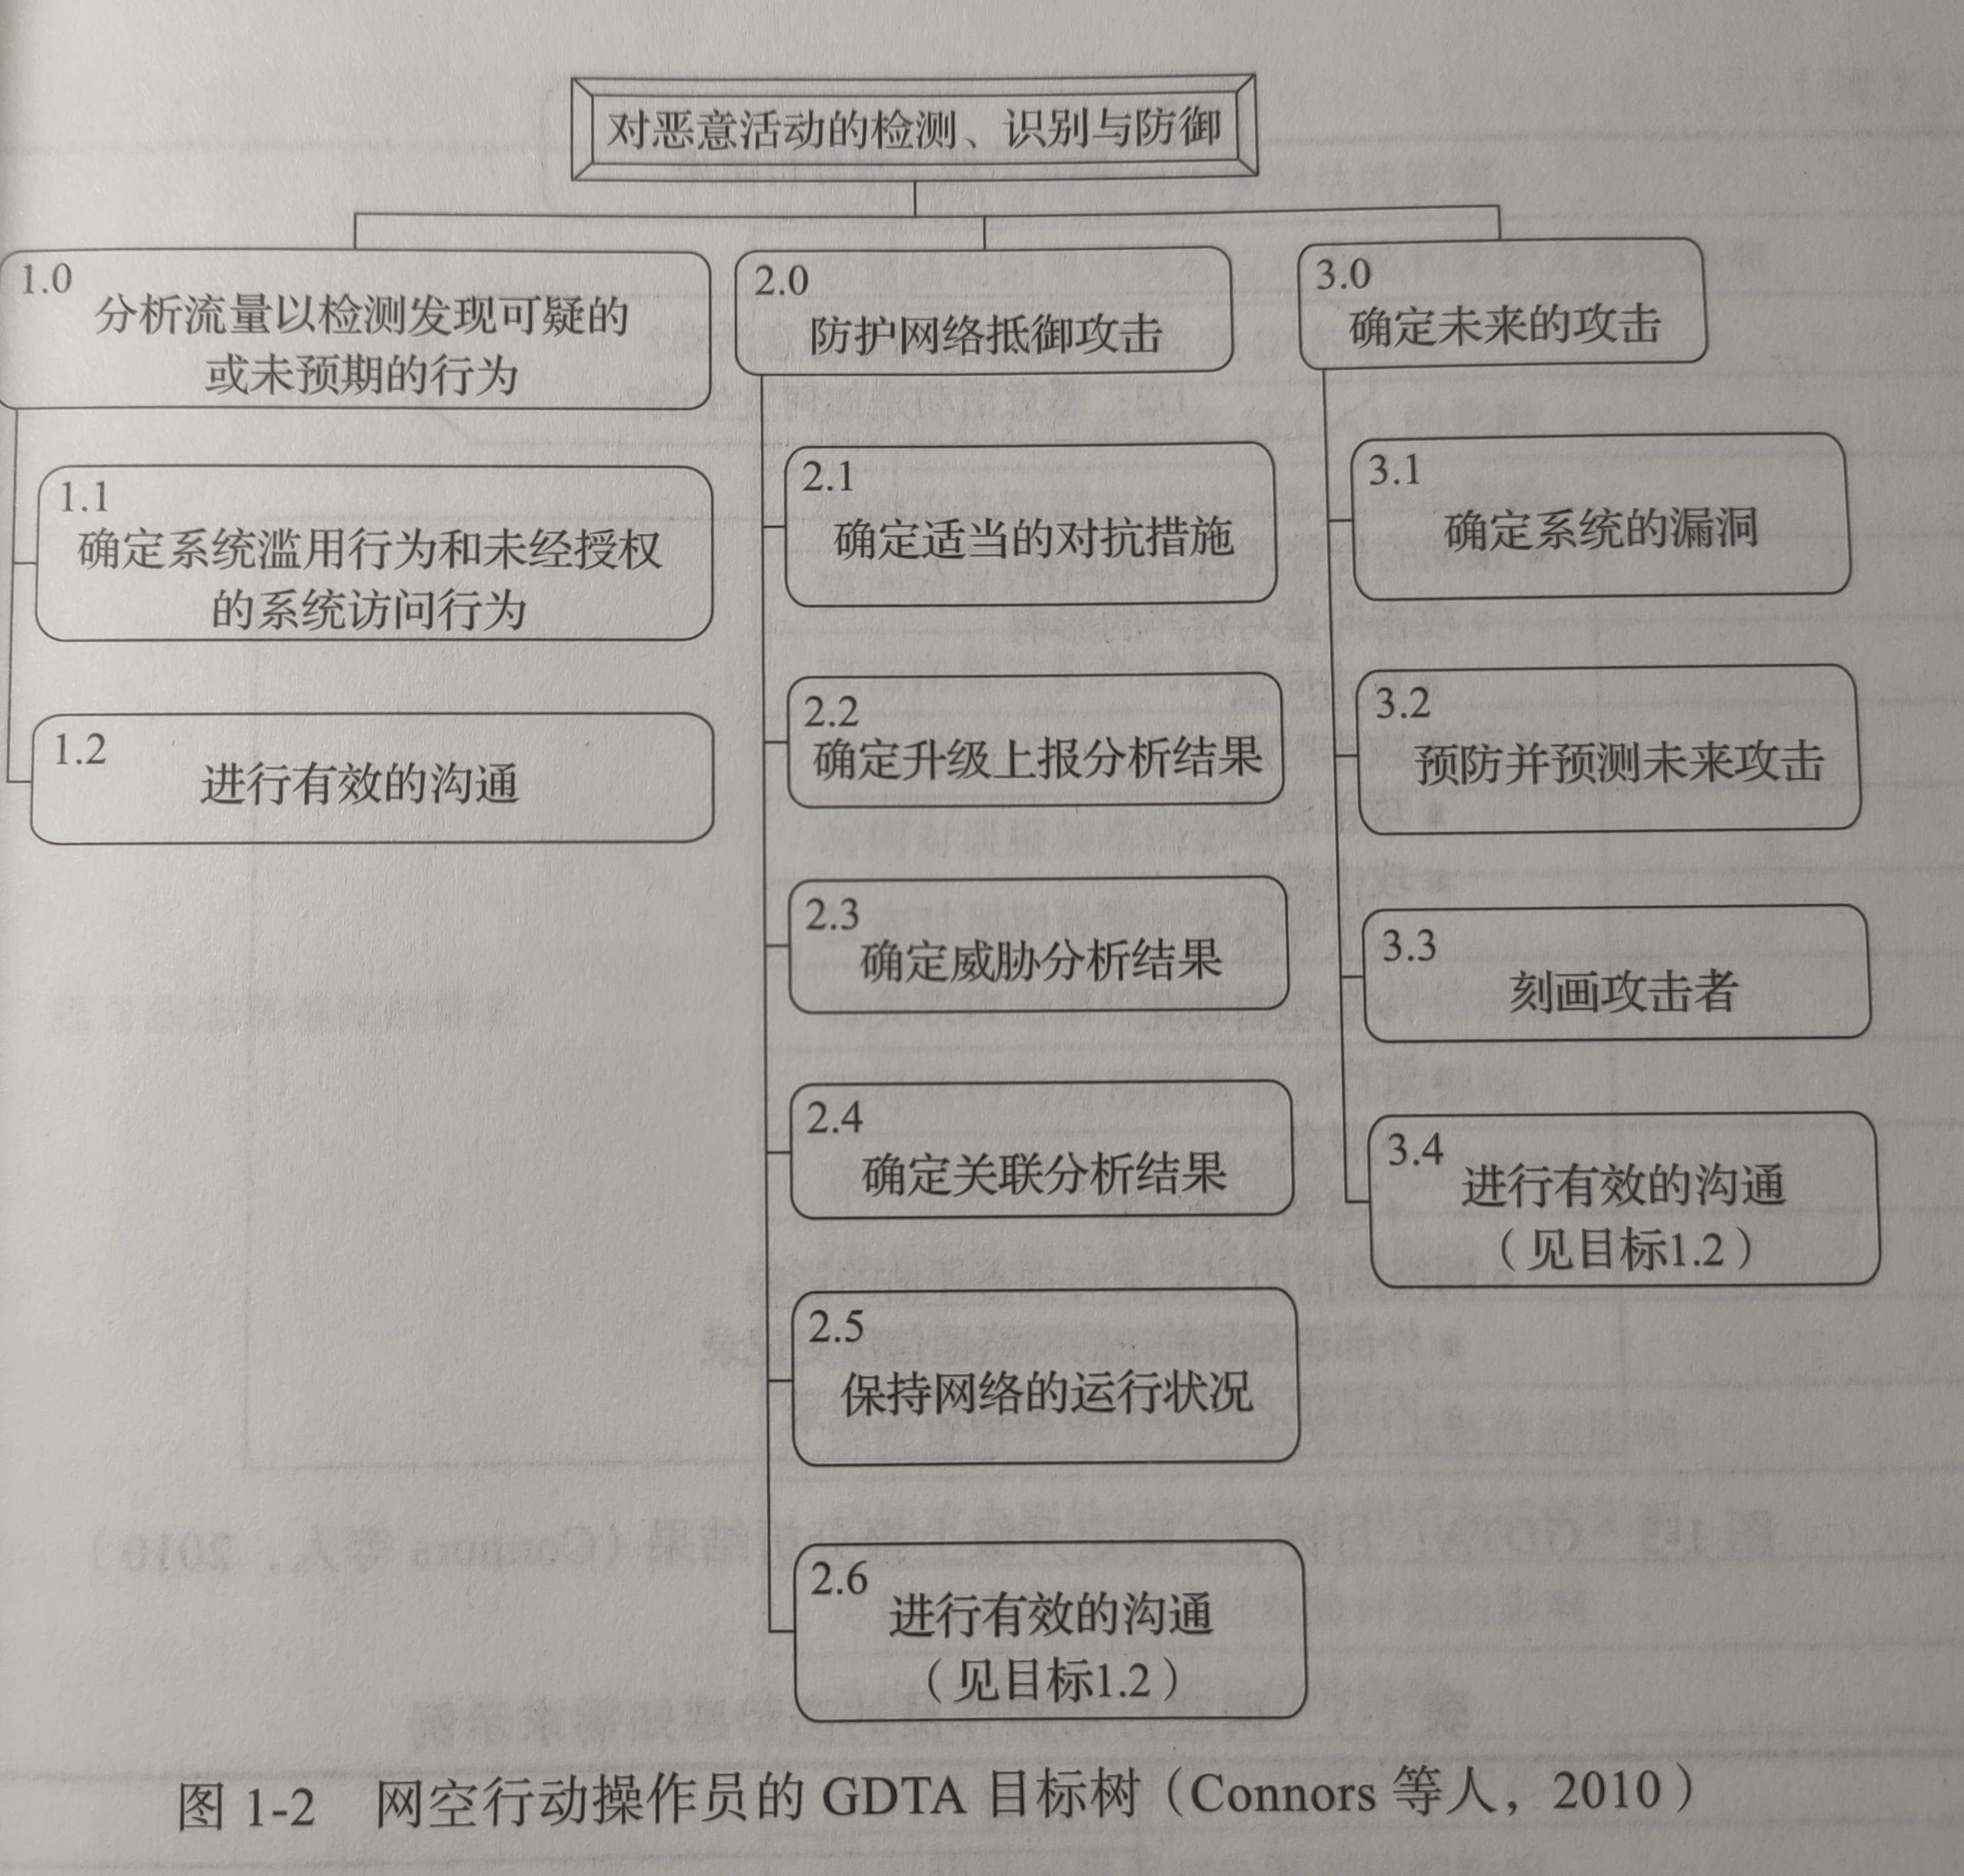 对恶意活动的检测、识别与防御
1.0
分析流量以检测发现可疑的
或未预期的行为
1.1
确定系统滥用行为和未经授权
的系统访问行为
1.2
进行有效的沟通
2.0
防护网络抵御攻击
2.1
确定适当的对抗措施
2.2
确定升级上报分析结果
2.3
确定威胁分析结果
2.4
确定关联分析结果
2.5
保持网络的运行状况
2.6
进行有效的沟通
（见目标1.2）
3.0
确定未来的攻击
3.1
确定系统的漏洞
3.2
预防并预测未来攻击
3.3
刻画攻击者
3.4
进行有效的沟通
（见目标1.2）
图 1-2 网空行动操作员的 GDTA 目标树（Connors 等人，2010）